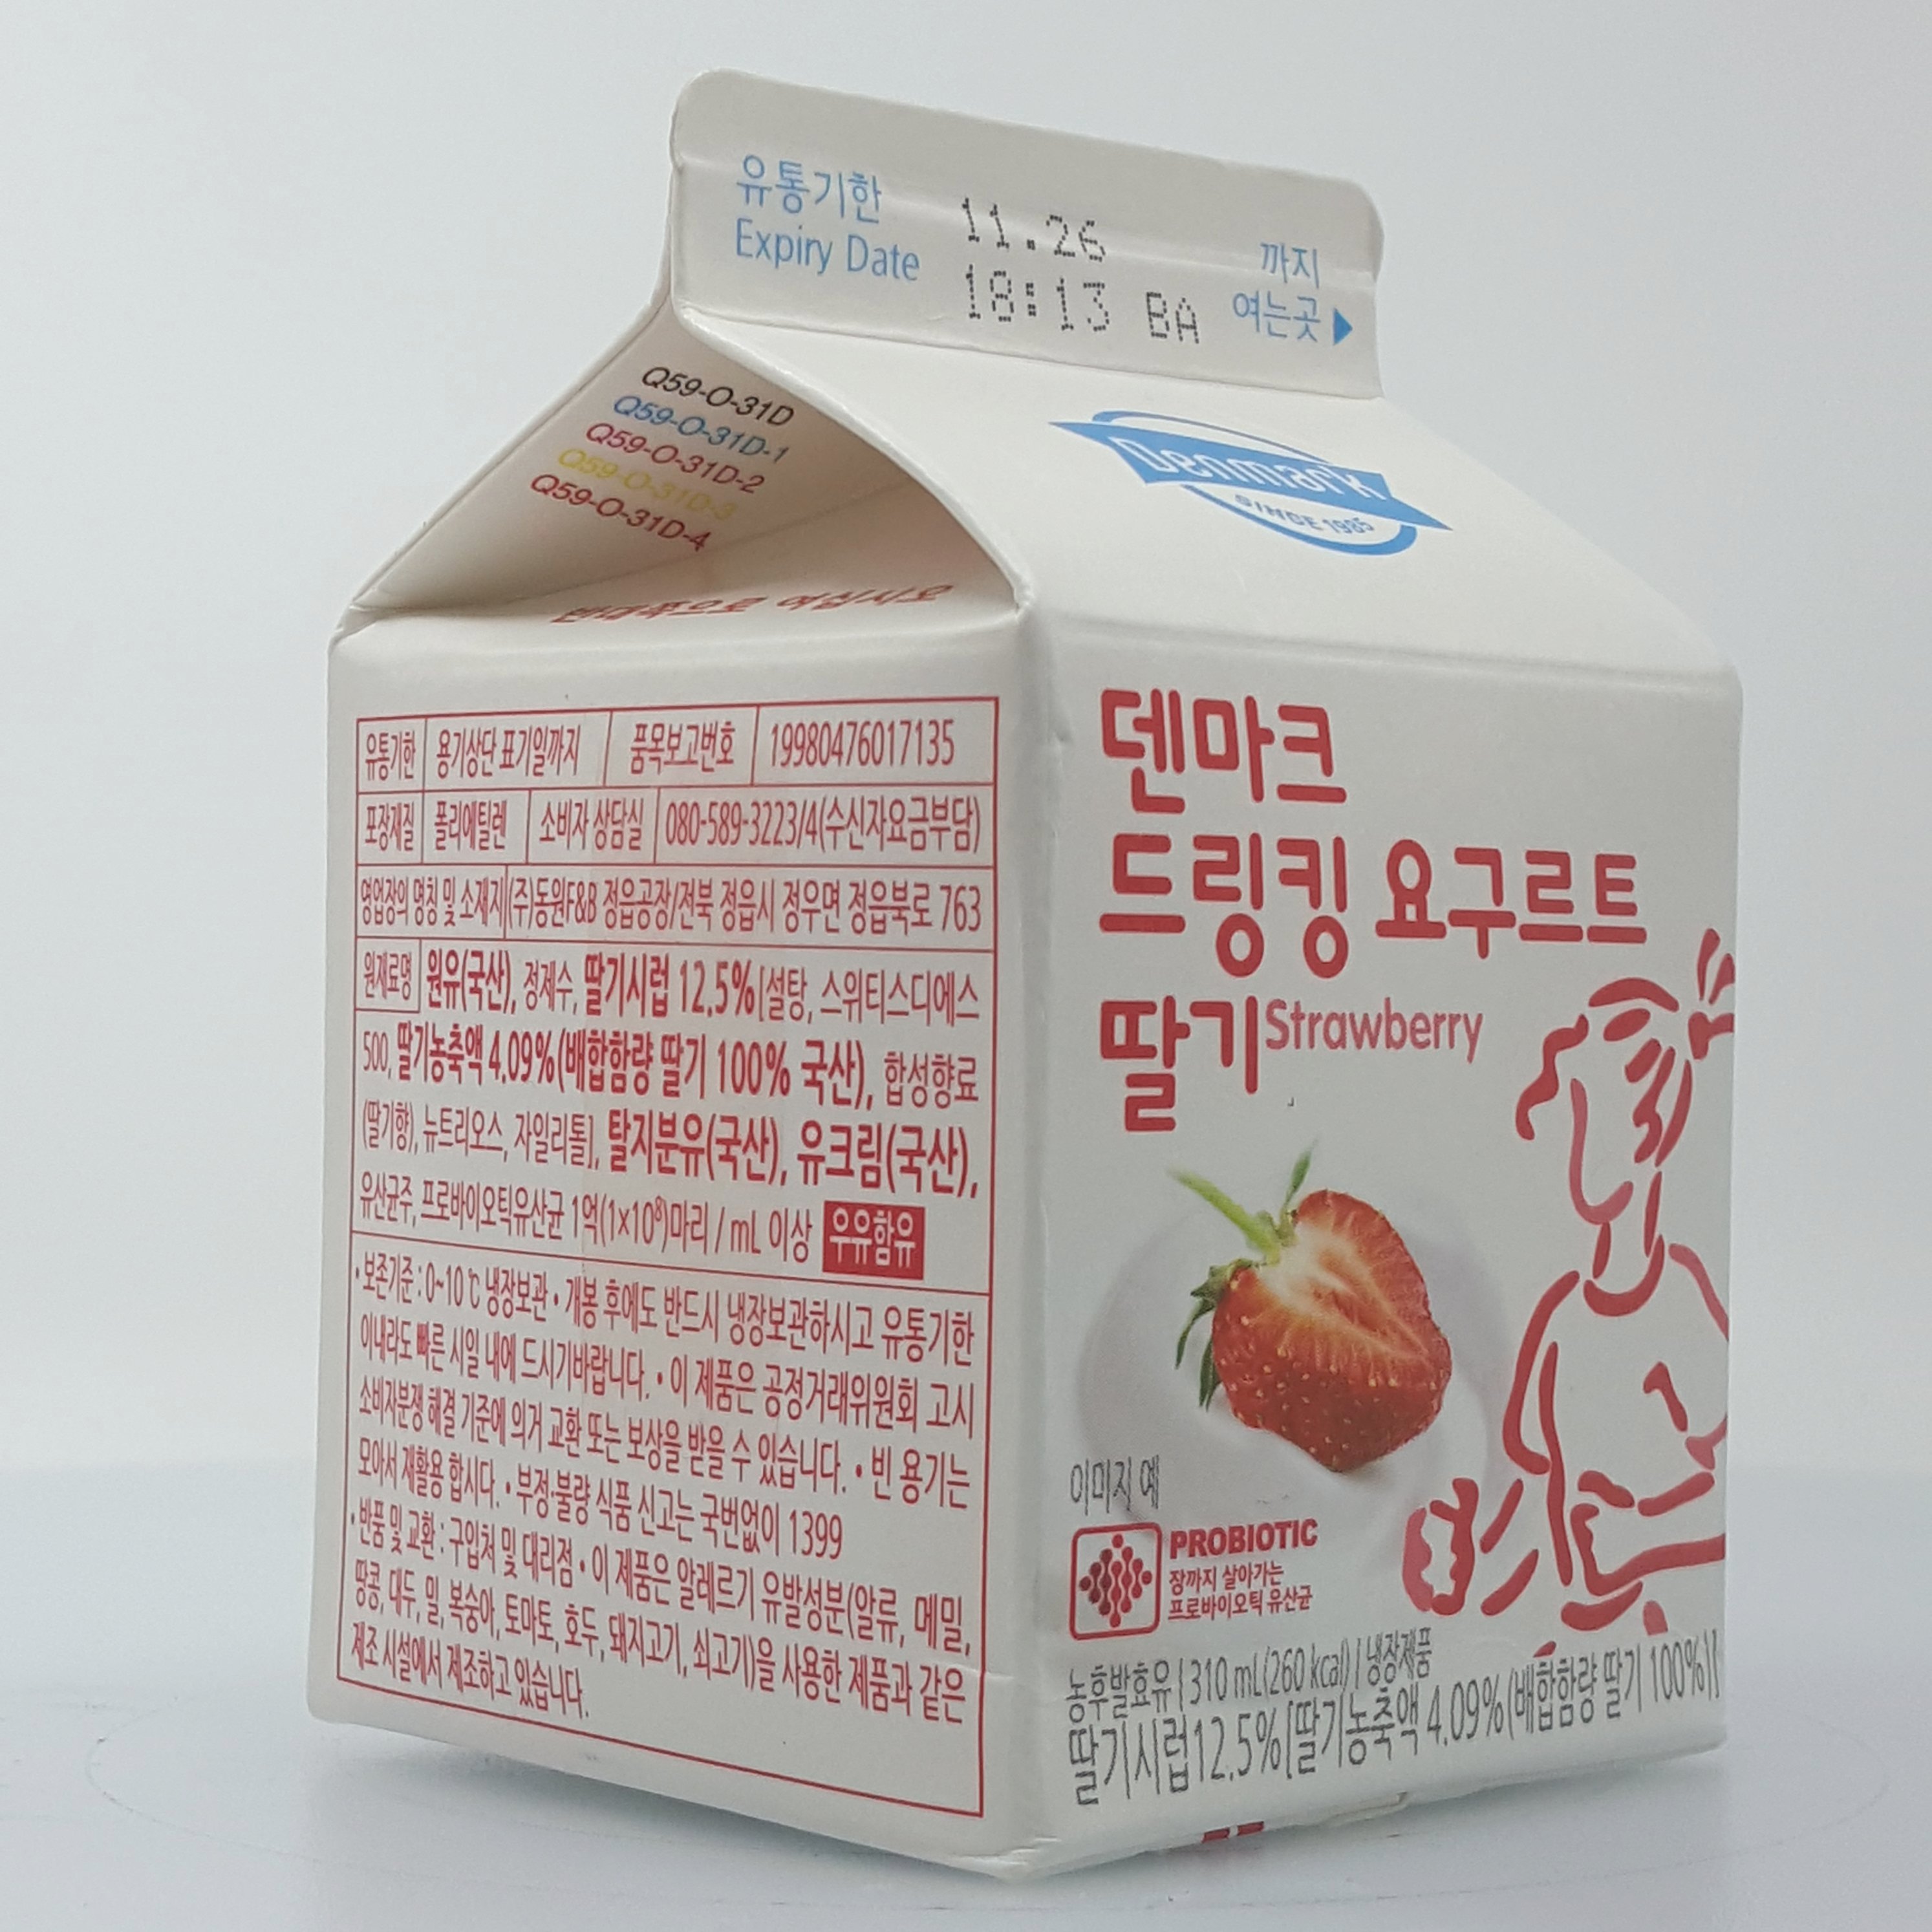 유통기한 11.26 까지
Expiry Date 18:13 BA 여는곳▶
Q59-O-31D
Q59-O-31D-1
Q59-O-31D-2
Q59-O-31D-3
Q59-O-31D-4
반대쪽으로 여십시오
Denmark
SINCE 1985
유통기한 용기상단 표기일까지 품목보고번호 19980476017135
포장재질 폴리에틸렌 소비자 상담실 080-589-3223/4(수신자요금부담)
영업장의 명칭 및 소재지 (주)동원F&B 정읍공장/전북 정읍시 정우면 정읍북로 763
원재료명 원유(국산), 정제수, 딸기시럽 12.5%[설탕, 스위티스디에스
500, 딸기농축액 4.09%(배합함량 딸기 100% 국산), 합성향료
(딸기향), 뉴트리오스, 자일리톨], 탈지분유(국산), 유크림(국산),
유산균주, 프로바이오틱유산균 1억(1×10⁸)마리 / mL 이상 우유함유
• 보존기준 : 0~10℃ 냉장보관 • 개봉 후에도 반드시 냉장보관하시고 유통기한
이내라도 빠른 시일 내에 드시기바랍니다. • 이 제품은 공정거래위원회 고시
소비자분쟁 해결 기준에 의거 교환 또는 보상을 받을 수 있습니다. • 빈 용기는
모아서 재활용 합시다. • 부정·불량 식품 신고는 국번없이 1399
• 반품 및 교환 : 구입처 및 대리점 • 이 제품은 알레르기 유발성분(알류, 메밀,
땅콩, 대두, 밀, 복숭아, 토마토, 호두, 돼지고기, 쇠고기)을 사용한 제품과 같은
제조 시설에서 제조하고 있습니다.
덴마크
드링킹 요구르트
딸기 Strawberry
이미지 예
PROBIOTIC
장까지 살아가는
프로바이오틱 유산균
농후발효유 | 310 mL(260 kcal) | 냉장제품
딸기시럽12.5%[딸기농축액 4.09%(배합함량 딸기 100%)]